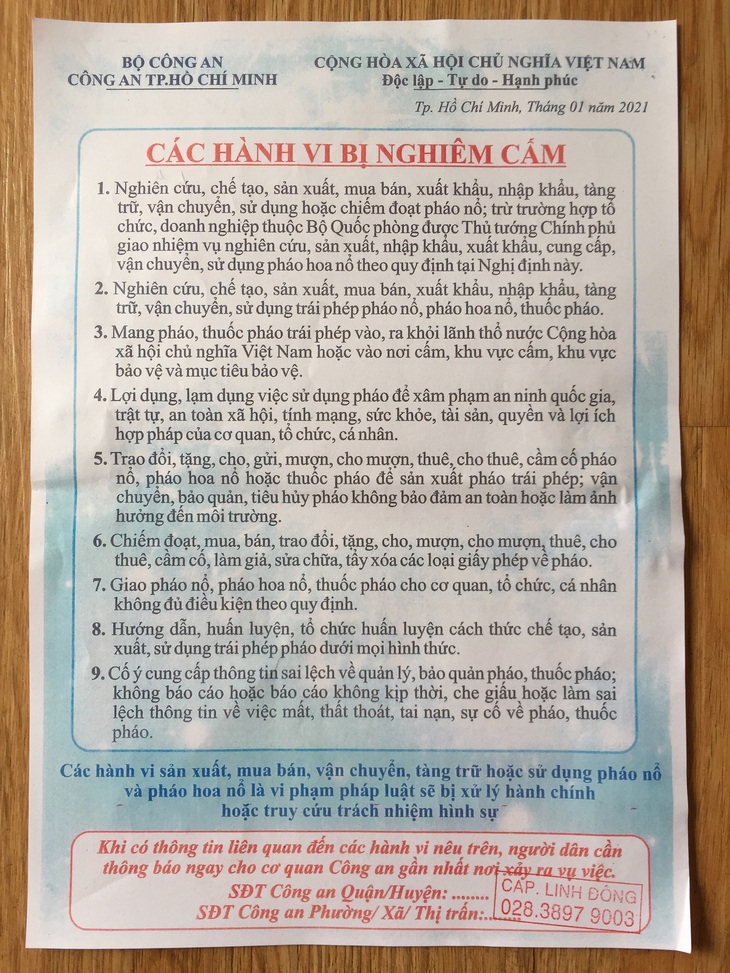 BỘ CÔNG AN
CÔNG AN TP.HỒ CHÍ MINH
CỘNG HÒA XÃ HỘI CHỦ NGHĨA VIỆT NAM
Độc lập - Tự do - Hạnh phúc
Tp. Hồ Chí Minh, Tháng 01 năm 2021
CÁC HÀNH VI BỊ NGHIÊM CẤM
1. Nghiên cứu, chế tạo, sản xuất, mua bán, xuất khẩu, nhập khẩu, tàng
trữ, vận chuyển, sử dụng hoặc chiếm đoạt pháo nổ; trừ trường hợp tổ
chức, doanh nghiệp thuộc Bộ Quốc phòng được Thủ tướng Chính phủ
giao nhiệm vụ nghiên cứu, sản xuất, nhập khẩu, xuất khẩu, cung cấp,
vận chuyển, sử dụng pháo hoa nổ theo quy định tại Nghị định này.
2. Nghiên cứu, chế tạo, sản xuất, mua bán, xuất khẩu, nhập khẩu, tàng
trữ, vận chuyển, sử dụng trái phép pháo nổ, pháo hoa nổ, thuốc pháo.
3. Mang pháo, thuốc pháo trái phép vào, ra khỏi lãnh thổ nước Cộng hòa
xã hội chủ nghĩa Việt Nam hoặc vào nơi cấm, khu vực cấm, khu vực
bảo vệ và mục tiêu bảo vệ.
4. Lợi dụng, lạm dụng việc sử dụng pháo để xâm phạm an ninh quốc gia,
trật tự, an toàn xã hội, tính mạng, sức khỏe, tài sản, quyền và lợi ích
hợp pháp của cơ quan, tổ chức, cá nhân.
5. Trao đổi, tặng, cho, gửi, mượn, cho mượn, thuê, cho thuê, cầm cố pháo
nổ, pháo hoa nổ hoặc thuốc pháo để sản xuất pháo trái phép; vận
chuyển, bảo quản, tiêu hủy pháo không bảo đảm an toàn hoặc làm ảnh
hưởng đến môi trường.
6. Chiếm đoạt, mua, bán, trao đổi, tặng, cho, mượn, cho mượn, thuê, cho
thuê, cầm cố, làm giả, sửa chữa, tẩy xóa các loại giấy phép về pháo.
7. Giao pháo nổ, pháo hoa nổ, thuốc pháo cho cơ quan, tổ chức, cá nhân
không đủ điều kiện theo quy định.
8. Hướng dẫn, huấn luyện, tổ chức huấn luyện cách thức chế tạo, sản
xuất, sử dụng trái phép pháo dưới mọi hình thức.
9. Cố ý cung cấp thông tin sai lệch về quản lý, bảo quản pháo, thuốc pháo;
không báo cáo hoặc báo cáo không kịp thời, che giấu hoặc làm sai
lệch thông tin về việc mất, thất thoát, tai nạn, sự cố về pháo, thuốc
pháo.
Các hành vi sản xuất, mua bán, vận chuyển, tàng trữ hoặc sử dụng pháo nổ
và pháo hoa nổ là vi phạm pháp luật sẽ bị xử lý hành chính
hoặc truy cứu trách nhiệm hình sự
Khi có thông tin liên quan đến các hành vi nêu trên, người dân cần
thông báo ngay cho cơ quan Công an gần nhất nơi xảy ra vụ việc.
SĐT Công an Quận/Huyện: ........
SĐT Công an Phường/ Xã/ Thị trấn:........
CAP. LINH ĐÔNG
028.3897 9003